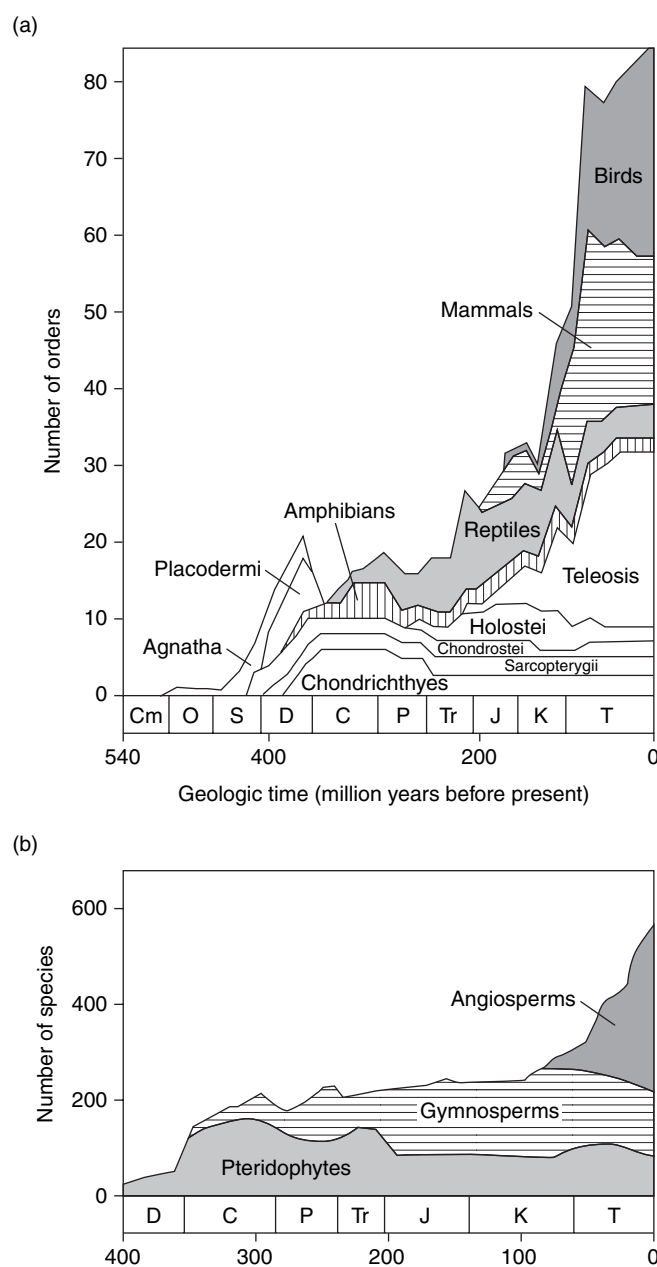 (a)
80
70
60
50
40
30
20
10
0
Number of orders
Birds
Mammals
Amphibians
Reptiles
Placodermi
Teleosis
Agnatha
Holostei
Chondrostei
Sarcopterygii
Chondrichthyes
Cm O S D C P Tr J K T
540 400 200 0
Geologic time (million years before present)
(b)
600
400
200
0
Number of species
Angiosperms
Gymnosperms
Pteridophytes
D C P Tr J K T
400 300 200 100 0